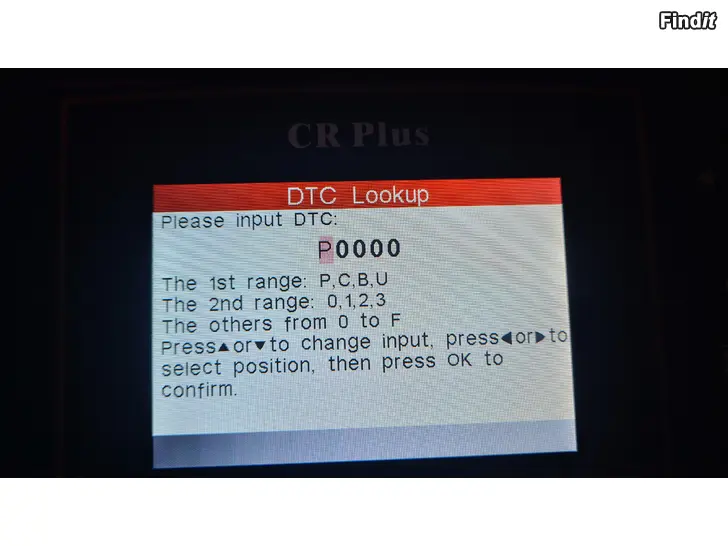 Findit
CR Plus
DTC Lookup
Please input DTC:
P0000
The 1st range: P,C,B,U
The 2nd range: 0,1,2,3
The others from 0 to F
Press▲or▼to change input, press◀or▶to
select position, then press OK to
confirm.